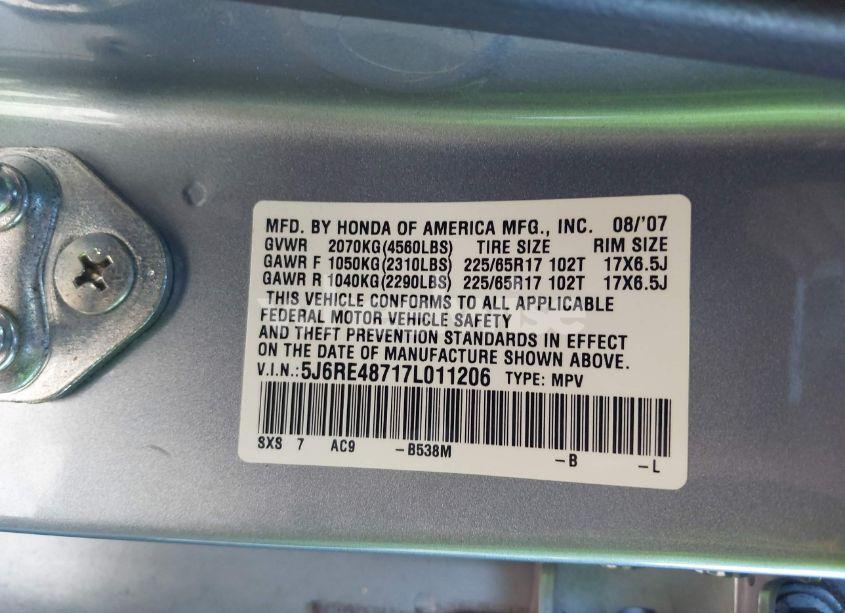 MFD. BY HONDA OF AMERICA MFG., INC. 08/'07
GVWR 2070KG(4560LBS) TIRE SIZE RIM SIZE
GAWR F 1050KG(2310LBS) 225/65R17 102T 17X6.5J
GAWR R 1040KG(2290LBS) 225/65R17 102T 17X6.5J
THIS VEHICLE CONFORMS TO ALL APPLICABLE
FEDERAL MOTOR VEHICLE SAFETY
AND THEFT PREVENTION STANDARDS IN EFFECT
ON THE DATE OF MANUFACTURE SHOWN ABOVE.
V.I.N.:5J6RE48717L011206 TYPE: MPV
SXS 7 AC9 -B538M -B -L